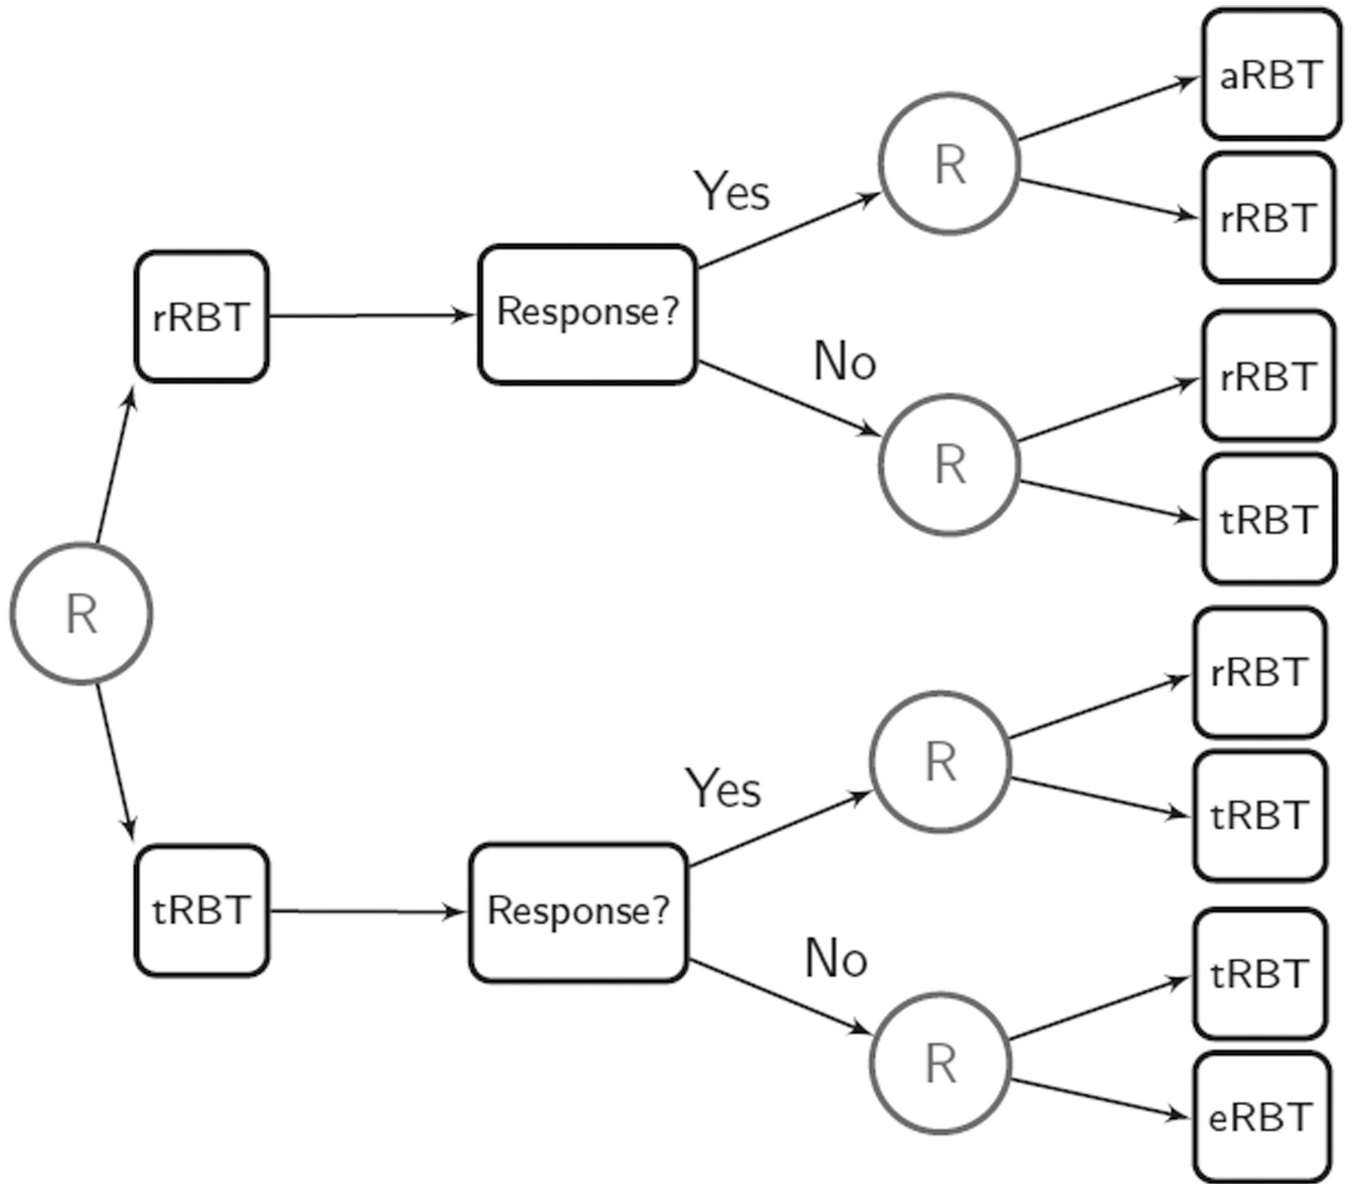 R
rRBT
Response?
Yes
R
aRBT
rRBT
No
R
rRBT
tRBT
tRBT
Response?
Yes
R
rRBT
tRBT
No
R
tRBT
eRBT